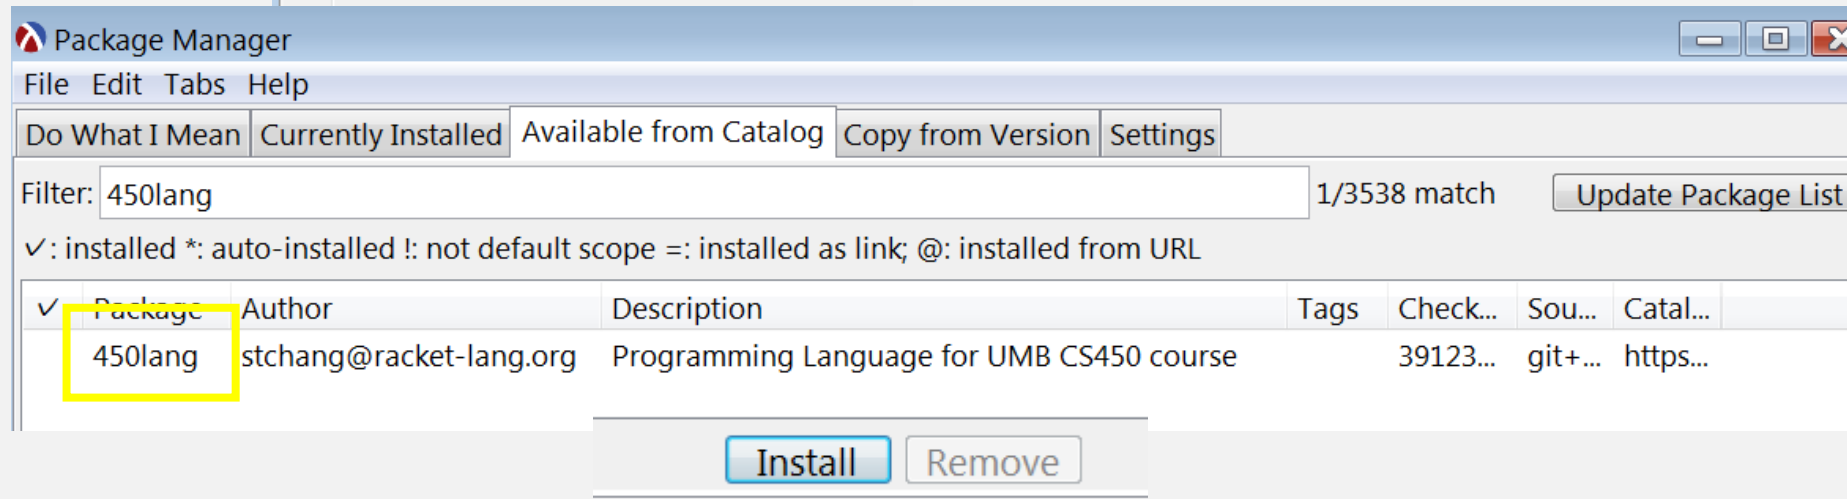 Package Manager
File Edit Tabs Help
Do What I Mean Currently Installed Available from Catalog Copy from Version Settings
Filter: 450lang 1/3538 match Update Package List
✓: installed *: auto-installed !: not default scope =: installed as link; @: installed from URL
✓ Package Author Description Tags Check... Sou... Catal...
450lang stchang@racket-lang.org Programming Language for UMB CS450 course 39123... git+... https...
Install Remove